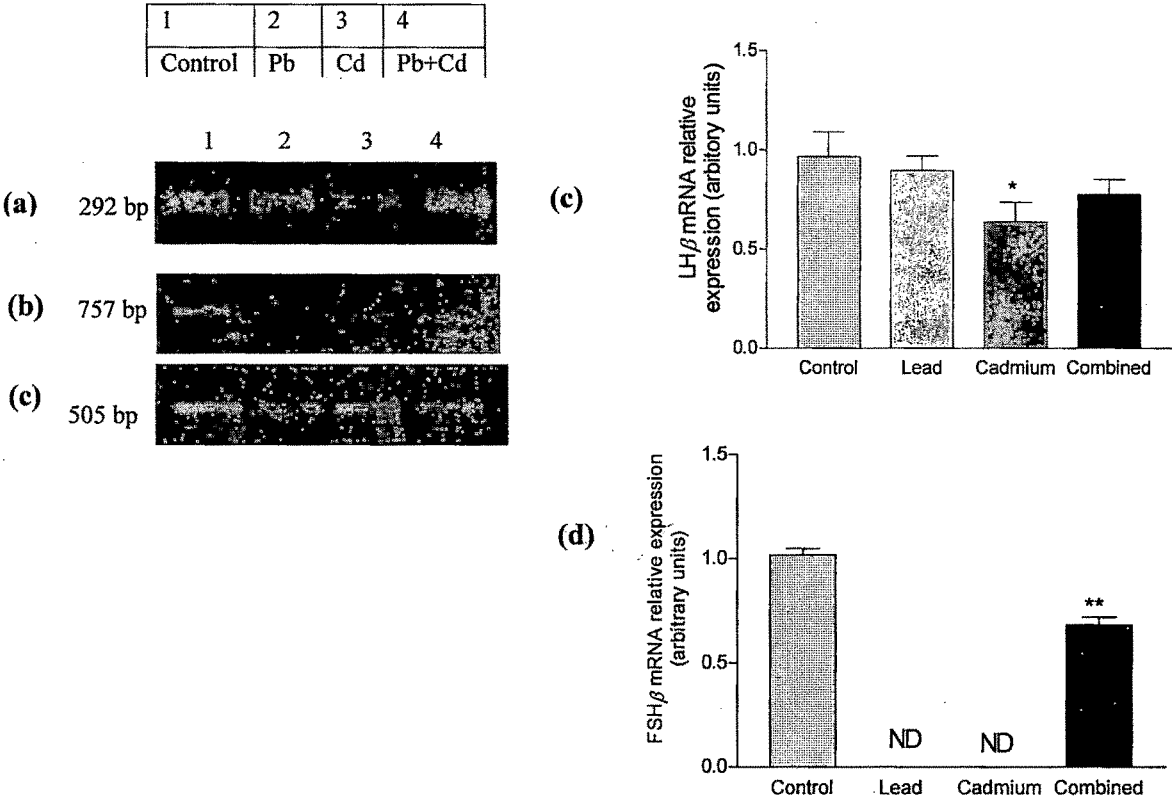 1 2 3 4
Control Pb Cd Pb+Cd
1 2 3 4
(a) 292 bp
(b) 757 bp
(c) 505 bp
(c)
LHβ mRNA relative
expression (arbitory units)
1.5
1.0
0.5
0.0
*
Control Lead Cadmium Combined
(d)
FSHβ mRNA relative expression
(arbitrary units)
1.5
1.0
0.5
0.0
**
ND ND
Control Lead Cadmium Combined